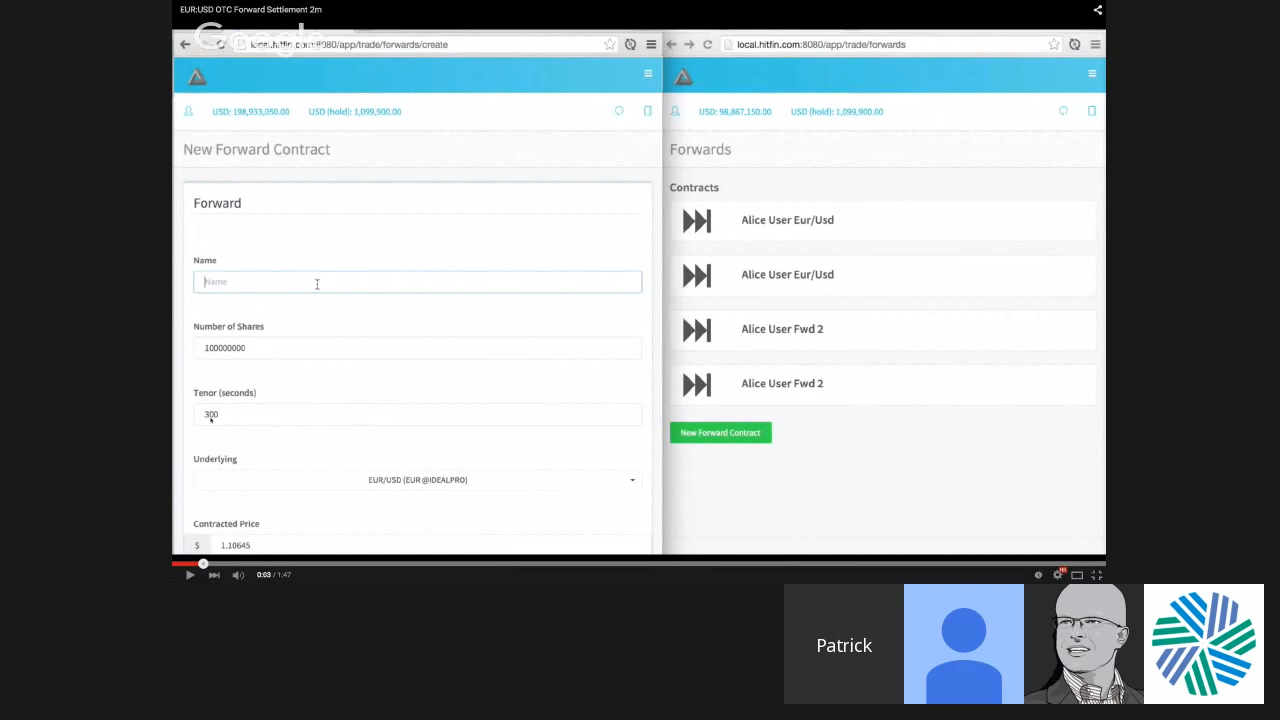 EUR:USD OTC Forward Settlement 2m
Google
local.hitfin.com:8080/app/trade/forwards/create
local.hitfin.com:8080/app/trade/forwards
USD: 198,933,050.00 USD (hold): 1,099,900.00
USD: 98,867,150.00 USD (hold): 1,099,900.00
New Forward Contract
Forward
Name
Name
Number of Shares
100000000
Tenor (seconds)
300
Underlying
EUR/USD (EUR @IDEALPRO)
Contracted Price
$ 1.10645
Forwards
Contracts
Alice User Eur/Usd
Alice User Eur/Usd
Alice User Fwd 2
Alice User Fwd 2
New Forward Contract
0:03 / 1:47
HD
Patrick